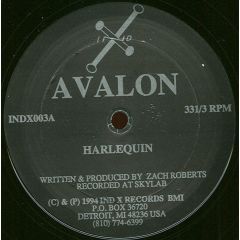 IND
AVALON
INDX003A
331/3 RPM
HARLEQUIN
WRITTEN & PRODUCED BY ZACH ROBERTS
RECORDED AT SKYLAB
(C) & (P) 1994 IND X RECORDS BMI
P.O. BOX 36720
DETROIT, MI 48236 USA
(810) 774-6399